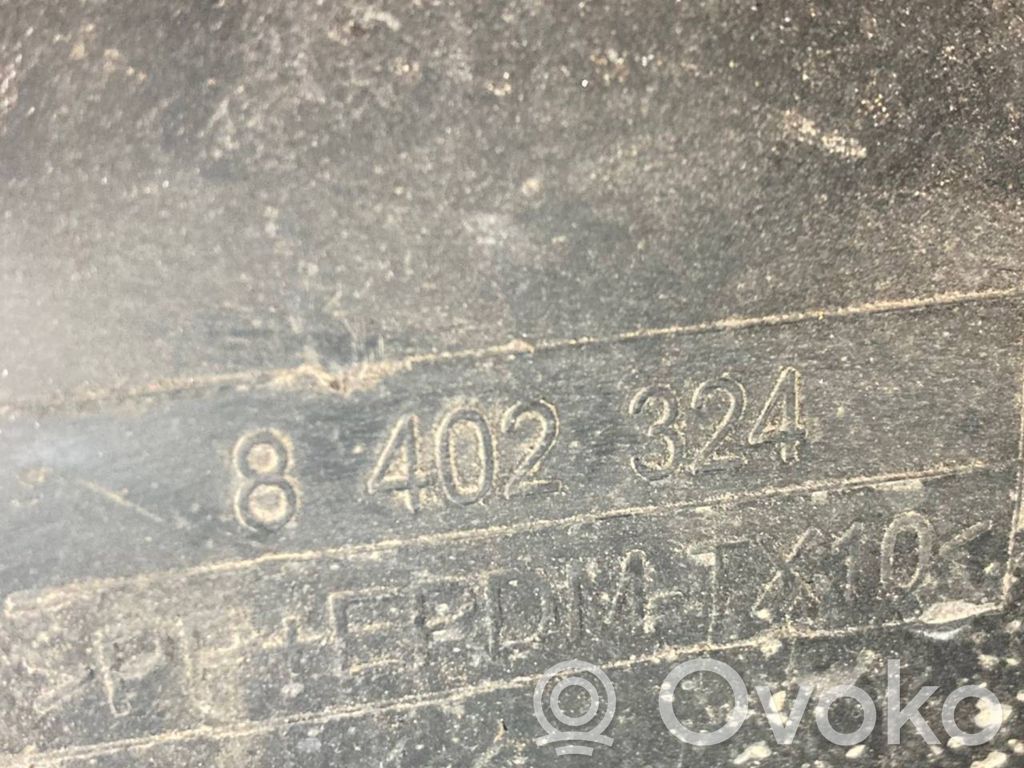 8 402 324
>PP+EPDM-TX10<
Ovoko